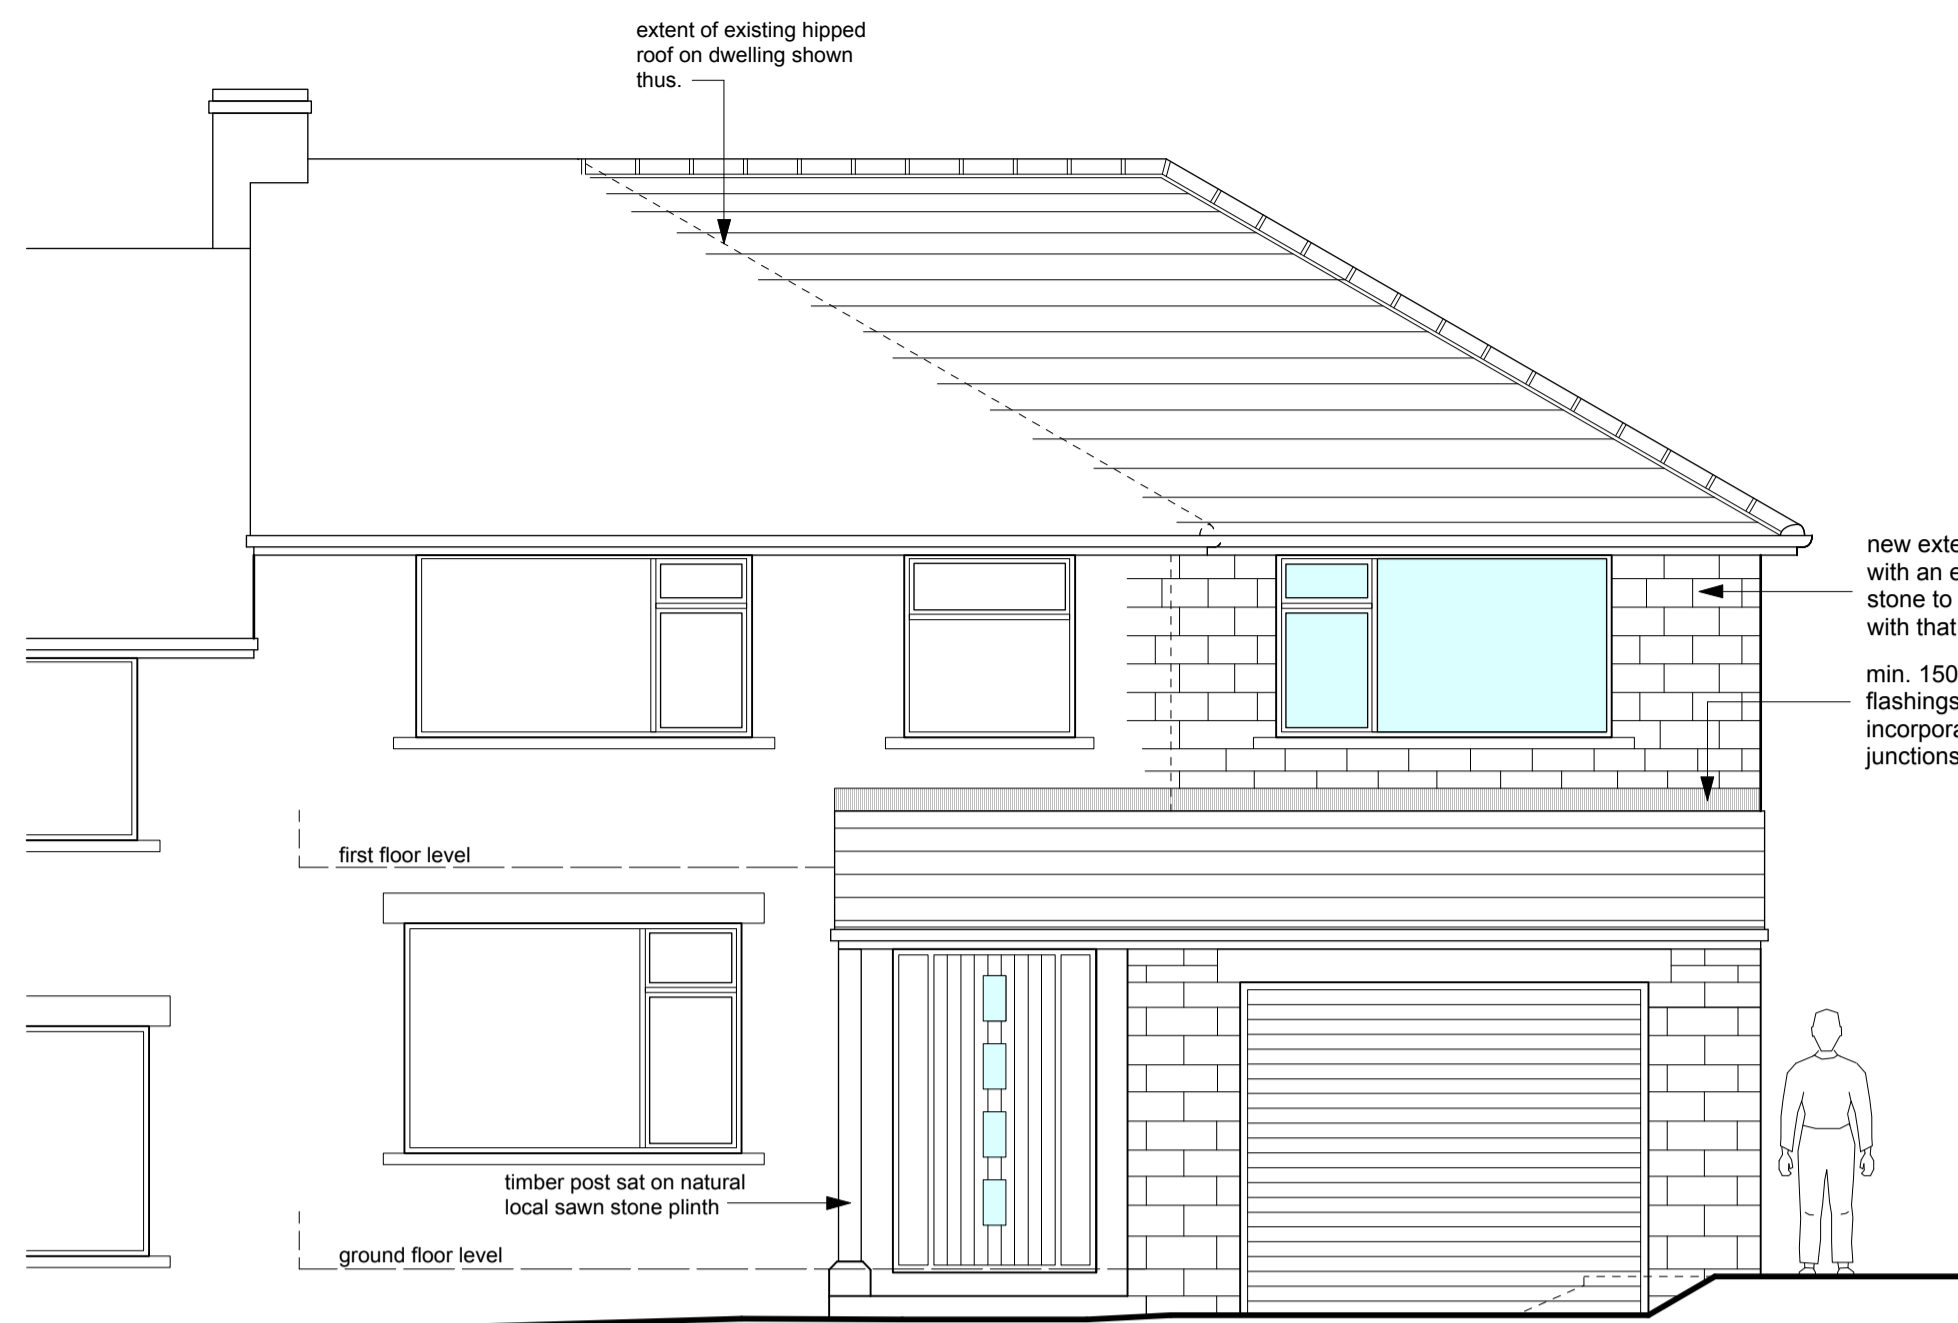 extent of existing hipped
roof on dwelling shown
thus.
new exte
with an e
stone to
with that
min. 150
flashings
incorpora
junctions
first floor level
timber post sat on natural
local sawn stone plinth
ground floor level